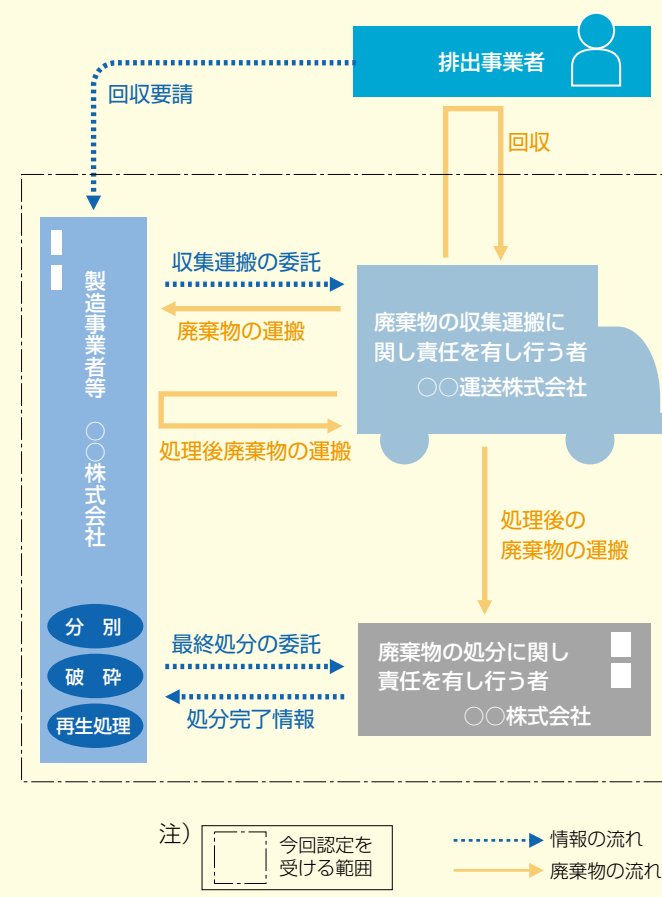 排出事業者
回収要請
回収
製造事業者等 ○○株式会社
収集運搬の委託
廃棄物の運搬
廃棄物の収集運搬に
関し責任を有し行う者
○○運送株式会社
処理後廃棄物の運搬
処理後の
廃棄物の運搬
分 別
破 砕
再生処理
最終処分の委託
処分完了情報
廃棄物の処分に関し
責任を有し行う者
○○株式会社
注)
今回認定を
受ける範囲
情報の流れ
廃棄物の流れ